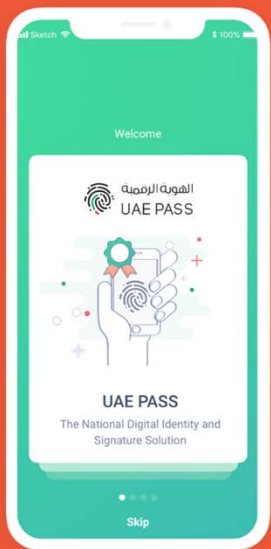 Sketch
100%
Welcome
الهوية الرقمية
UAE PASS
UAE PASS
The National Digital Identity and
Signature Solution
Skip